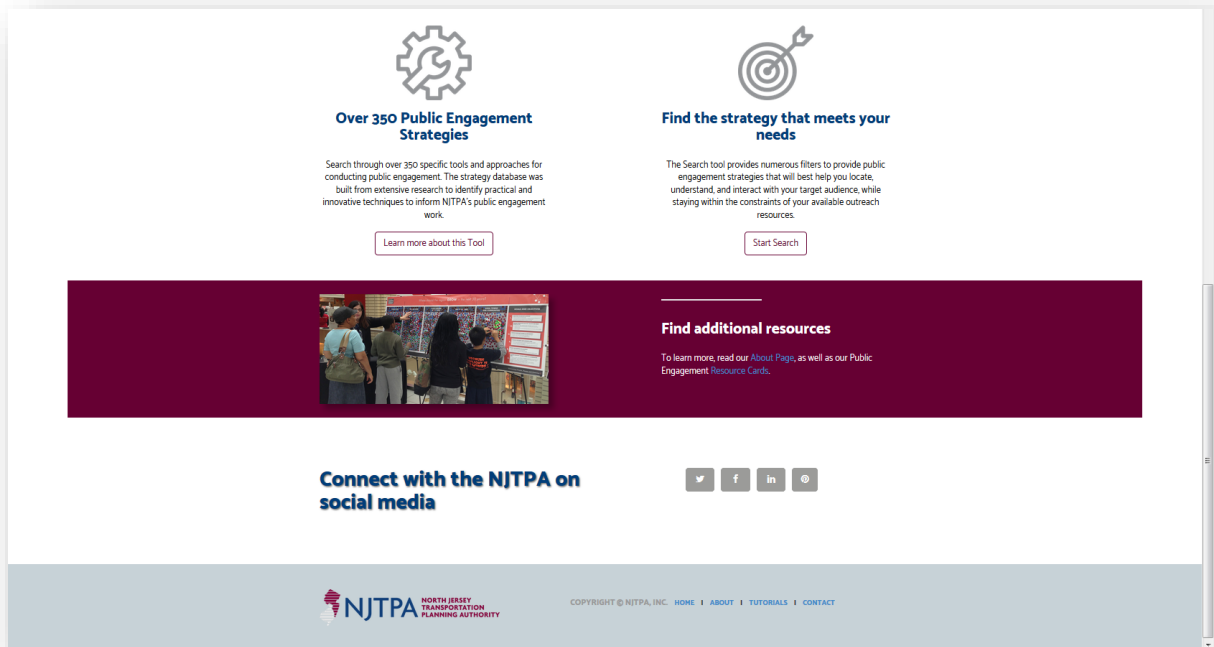 Over 350 Public Engagement
Strategies
Search through over 350 specific tools and approaches for
conducting public engagement. The strategy database was
built from extensive research to identify practical and
innovative techniques to inform NJTPA's public engagement
work.
Learn more about this Tool
Find the strategy that meets your
needs
The Search tool provides numerous filters to provide public
engagement strategies that will best help you locate,
understand, and interact with your target audience, while
staying within the constraints of your available outreach
resources.
Start Search
Find additional resources
To learn more, read our About Page, as well as our Public
Engagement Resource Cards.
Connect with the NJTPA on
social media
NJTPA NORTH JERSEY
TRANSPORTATION
PLANNING AUTHORITY
COPYRIGHT @ NJTPA, INC. HOME I ABOUT I TUTORIALS I CONTACT